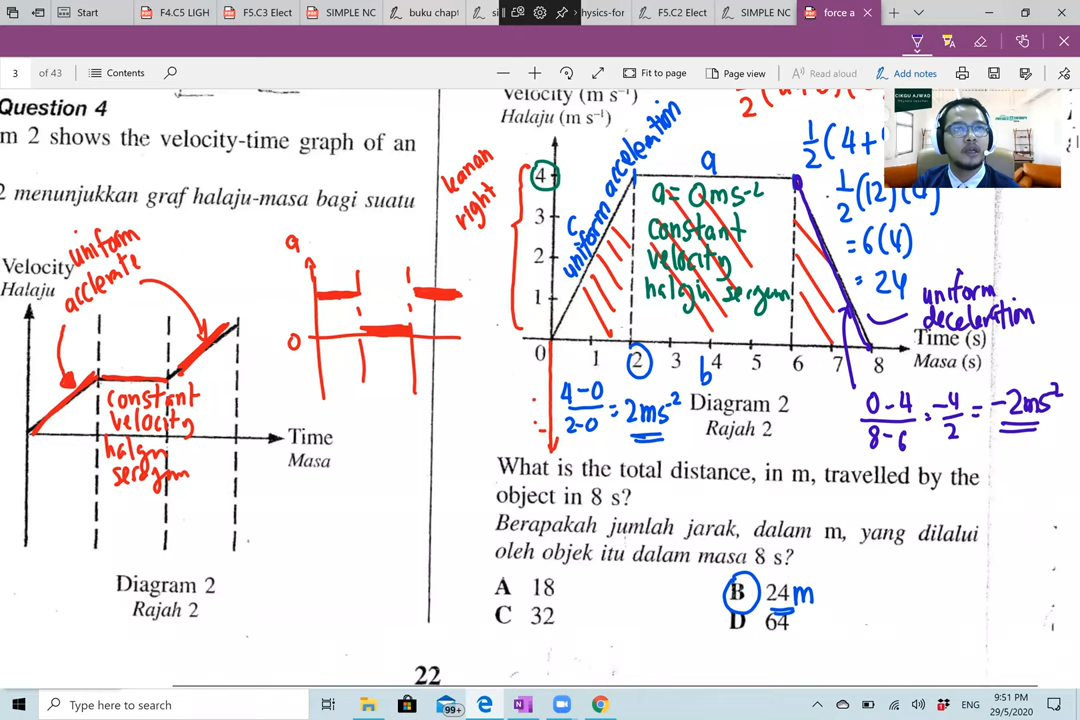 Start
F4.C5 LIGH
F5.C3 Elect
SIMPLE NC
buku chapt
si
hysics-for
F5.C2 Elect
SIMPLE NC
force a
3 of 43
Contents
Fit to page
Page view
Read aloud
Add notes
Question 4
m 2 shows the velocity-time graph of an
2 menunjukkan graf halaju-masa bagi suatu
kanan
right
Velocity
Halaju
uniform
acclerate
a
0
constant
velocity
halaju
seragam
Time
Masa
Diagram 2
Rajah 2
Velocity (m s⁻¹)
Halaju (m s⁻¹)
CIKGU AJWAD
uniform acceleration
c
a
4
3
2
1
0
1 2 3 4 5 6 7 8
b
a = 0ms⁻²
constant
velocity
halaju seragam
½(4+
½(12)(4)
= 6(4)
= 24
uniform
deceleration
Time (s)
Masa (s)
4-0
2-0
= 2ms⁻²
0-4
8-6
= -4/2 = -2ms⁻²
Diagram 2
Rajah 2
What is the total distance, in m, travelled by the
object in 8 s?
Berapakah jumlah jarak, dalam m, yang dilalui
oleh objek itu dalam masa 8 s?
A 18
B 24 m
C 32
D 64
22
Type here to search
99+
ENG
9:51 PM
29/5/2020